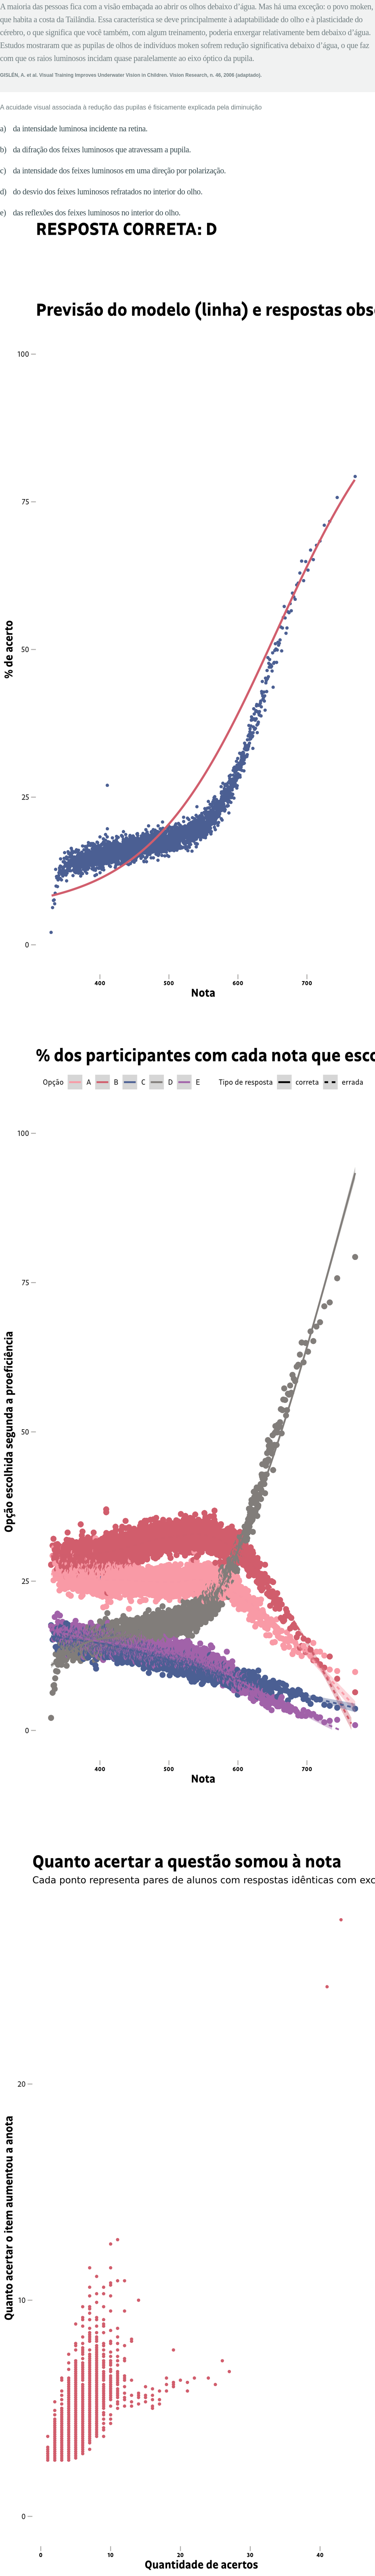 A maioria das pessoas fica com a visão embaçada ao abrir os olhos debaixo d’água. Mas há uma exceção: o povo moken,
que habita a costa da Tailândia. Essa característica se deve principalmente à adaptabilidade do olho e à plasticidade do
cérebro, o que significa que você também, com algum treinamento, poderia enxergar relativamente bem debaixo d’água.
Estudos mostraram que as pupilas de olhos de indivíduos moken sofrem redução significativa debaixo d’água, o que faz
com que os raios luminosos incidam quase paralelamente ao eixo óptico da pupila.
GISLÉN, A. et al. Visual Training Improves Underwater Vision in Children. Vision Research, n. 46, 2006 (adaptado).
A acuidade visual associada à redução das pupilas é fisicamente explicada pela diminuição
a) da intensidade luminosa incidente na retina.
b) da difração dos feixes luminosos que atravessam a pupila.
c) da intensidade dos feixes luminosos em uma direção por polarização.
d) do desvio dos feixes luminosos refratados no interior do olho.
e) das reflexões dos feixes luminosos no interior do olho.
RESPOSTA CORRETA: D
Previsão do modelo (linha) e respostas obs
100
75
50
25
0
% de acerto
400 500 600 700
Nota
% dos participantes com cada nota que esco
Opção A B C D E Tipo de resposta correta errada
100
75
50
25
0
Opção escolhida segunda a proeficiência
400 500 600 700
Nota
Quanto acertar a questão somou à nota
Cada ponto representa pares de alunos com respostas idênticas com exc
20
10
0
Quanto acertar o item aumentou a anota
0 10 20 30 40
Quantidade de acertos